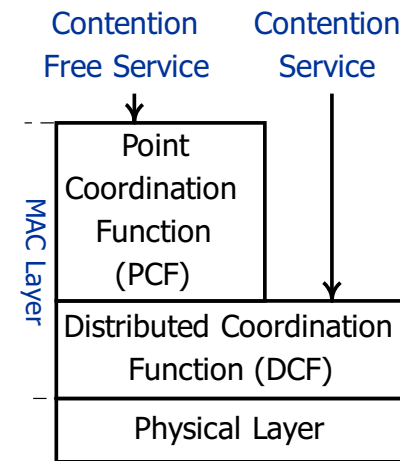 Contention
Free Service
Contention
Service
Point
Coordination
Function
(PCF)
MAC Layer
Distributed Coordination
Function (DCF)
Physical Layer